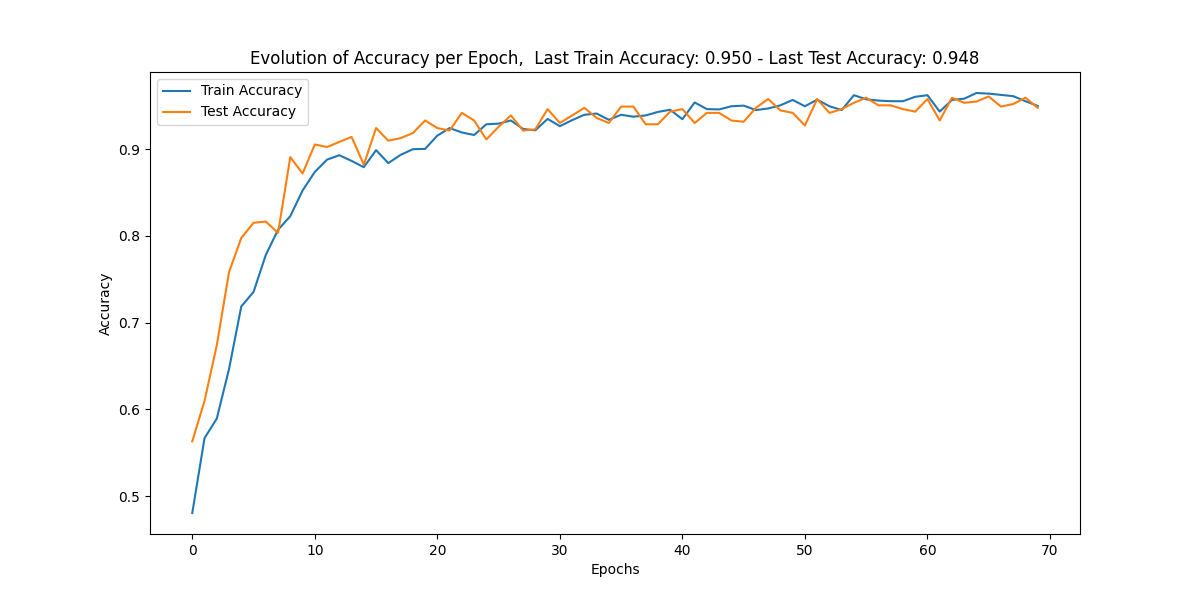 Evolution of Accuracy per Epoch,  Last Train Accuracy: 0.950 - Last Test Accuracy: 0.948
Train Accuracy
Test Accuracy
0.9
0.8
0.7
0.6
0.5
Accuracy
0 10 20 30 40 50 60 70
Epochs